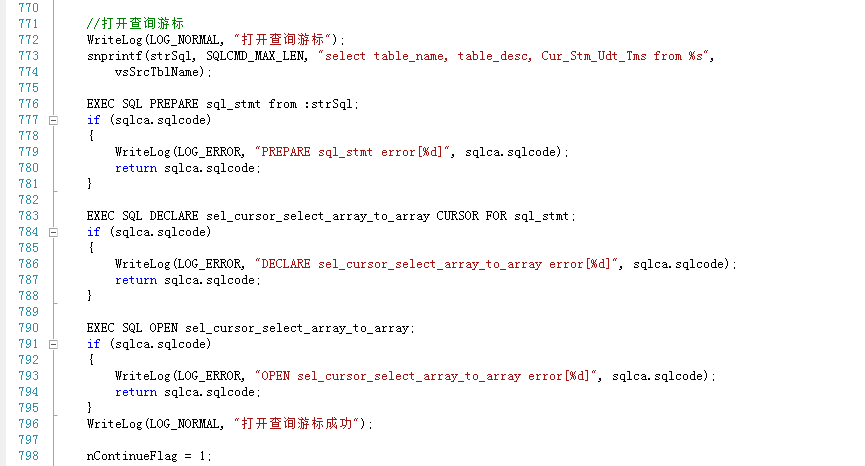 770
771 //打开查询游标
772 WriteLog(LOG_NORMAL, "打开查询游标");
773 snprintf(strSql, SQLCMD_MAX_LEN, "select table_name, table_desc, Cur_Stm_Udt_Tms from %s",
774 vsSrcTblName);
775
776 EXEC SQL PREPARE sql_stmt from :strSql;
777 if (sqlca.sqlcode)
778 {
779 WriteLog(LOG_ERROR, "PREPARE sql_stmt error[%d]", sqlca.sqlcode);
780 return sqlca.sqlcode;
781 }
782
783 EXEC SQL DECLARE sel_cursor_select_array_to_array CURSOR FOR sql_stmt;
784 if (sqlca.sqlcode)
785 {
786 WriteLog(LOG_ERROR, "DECLARE sel_cursor_select_array_to_array error[%d]", sqlca.sqlcode);
787 return sqlca.sqlcode;
788 }
789
790 EXEC SQL OPEN sel_cursor_select_array_to_array;
791 if (sqlca.sqlcode)
792 {
793 WriteLog(LOG_ERROR, "OPEN sel_cursor_select_array_to_array error[%d]", sqlca.sqlcode);
794 return sqlca.sqlcode;
795 }
796 WriteLog(LOG_NORMAL, "打开查询游标成功");
797
798 nContinueFlag = 1;